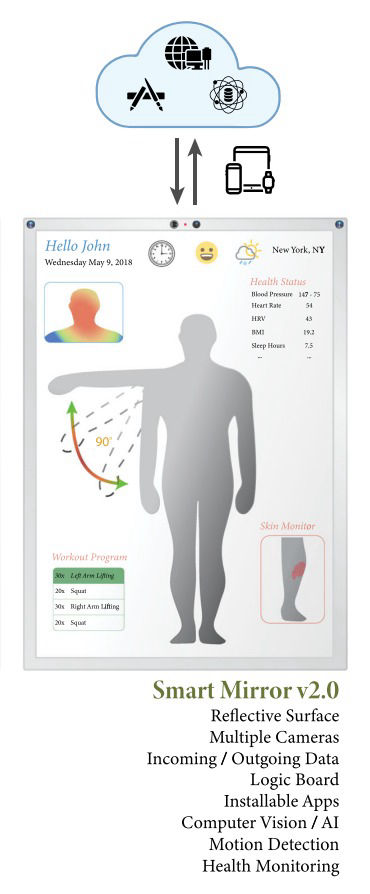 Hello John
Wednesday May 9, 2018
New York, NY
Health Status
Blood Pressure 147 - 75
Heart Rate 54
HRV 43
BMI 19.2
Sleep Hours 7.5
... ...
90°
Skin Monitor
Workout Program
30x Left Arm Lifting
20x Squat
30x Right Arm Lifting
20x Squat
Smart Mirror v2.0
Reflective Surface
Multiple Cameras
Incoming / Outgoing Data
Logic Board
Installable Apps
Computer Vision / AI
Motion Detection
Health Monitoring